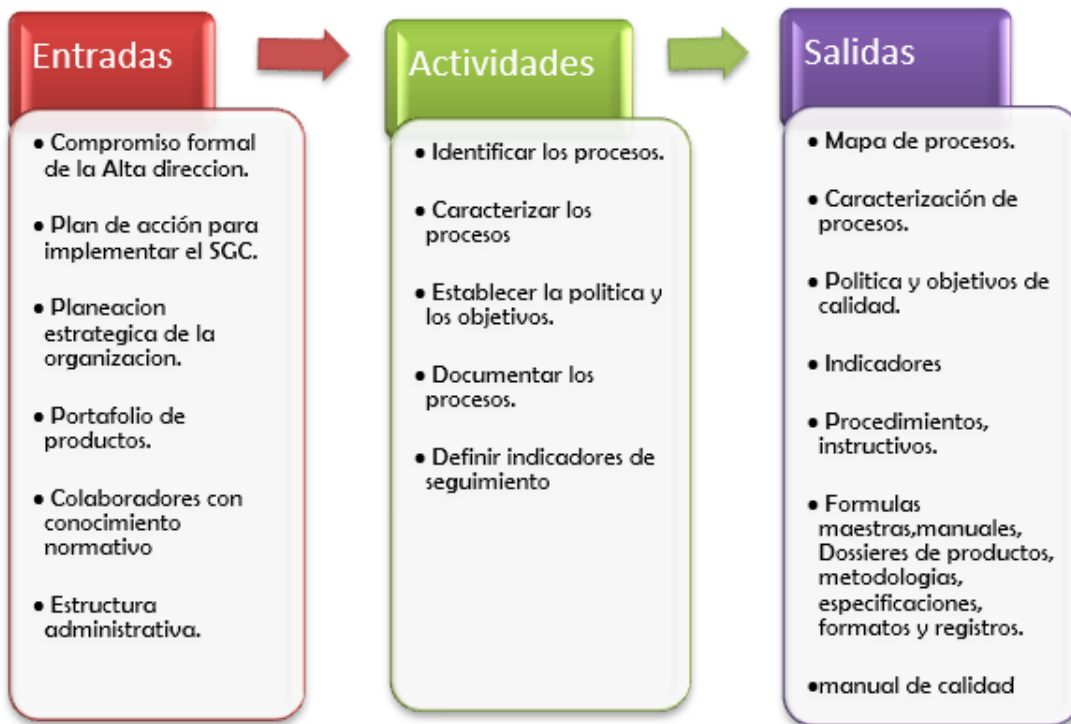 Entradas
• Compromiso formal
de la Alta direccion.
• Plan de acción para
implementar el SGC.
• Planeacion
estrategica de la
organizacion.
• Portafolio de
productos.
• Colaboradores con
conocimiento
normativo
• Estructura
administrativa.
Actividades
• Identificar los procesos.
• Caracterizar los
procesos
• Establecer la politica y
los objetivos.
• Documentar los
procesos.
• Definir indicadores de
seguimiento
Salidas
• Mapa de procesos.
• Caracterización de
procesos.
• Politica y objetivos de
calidad.
• Indicadores
• Procedimientos,
instructivos.
• Formulas
maestras,manuales,
Dossieres de productos,
metodologias,
especificaciones,
formatos y registros.
•manual de calidad